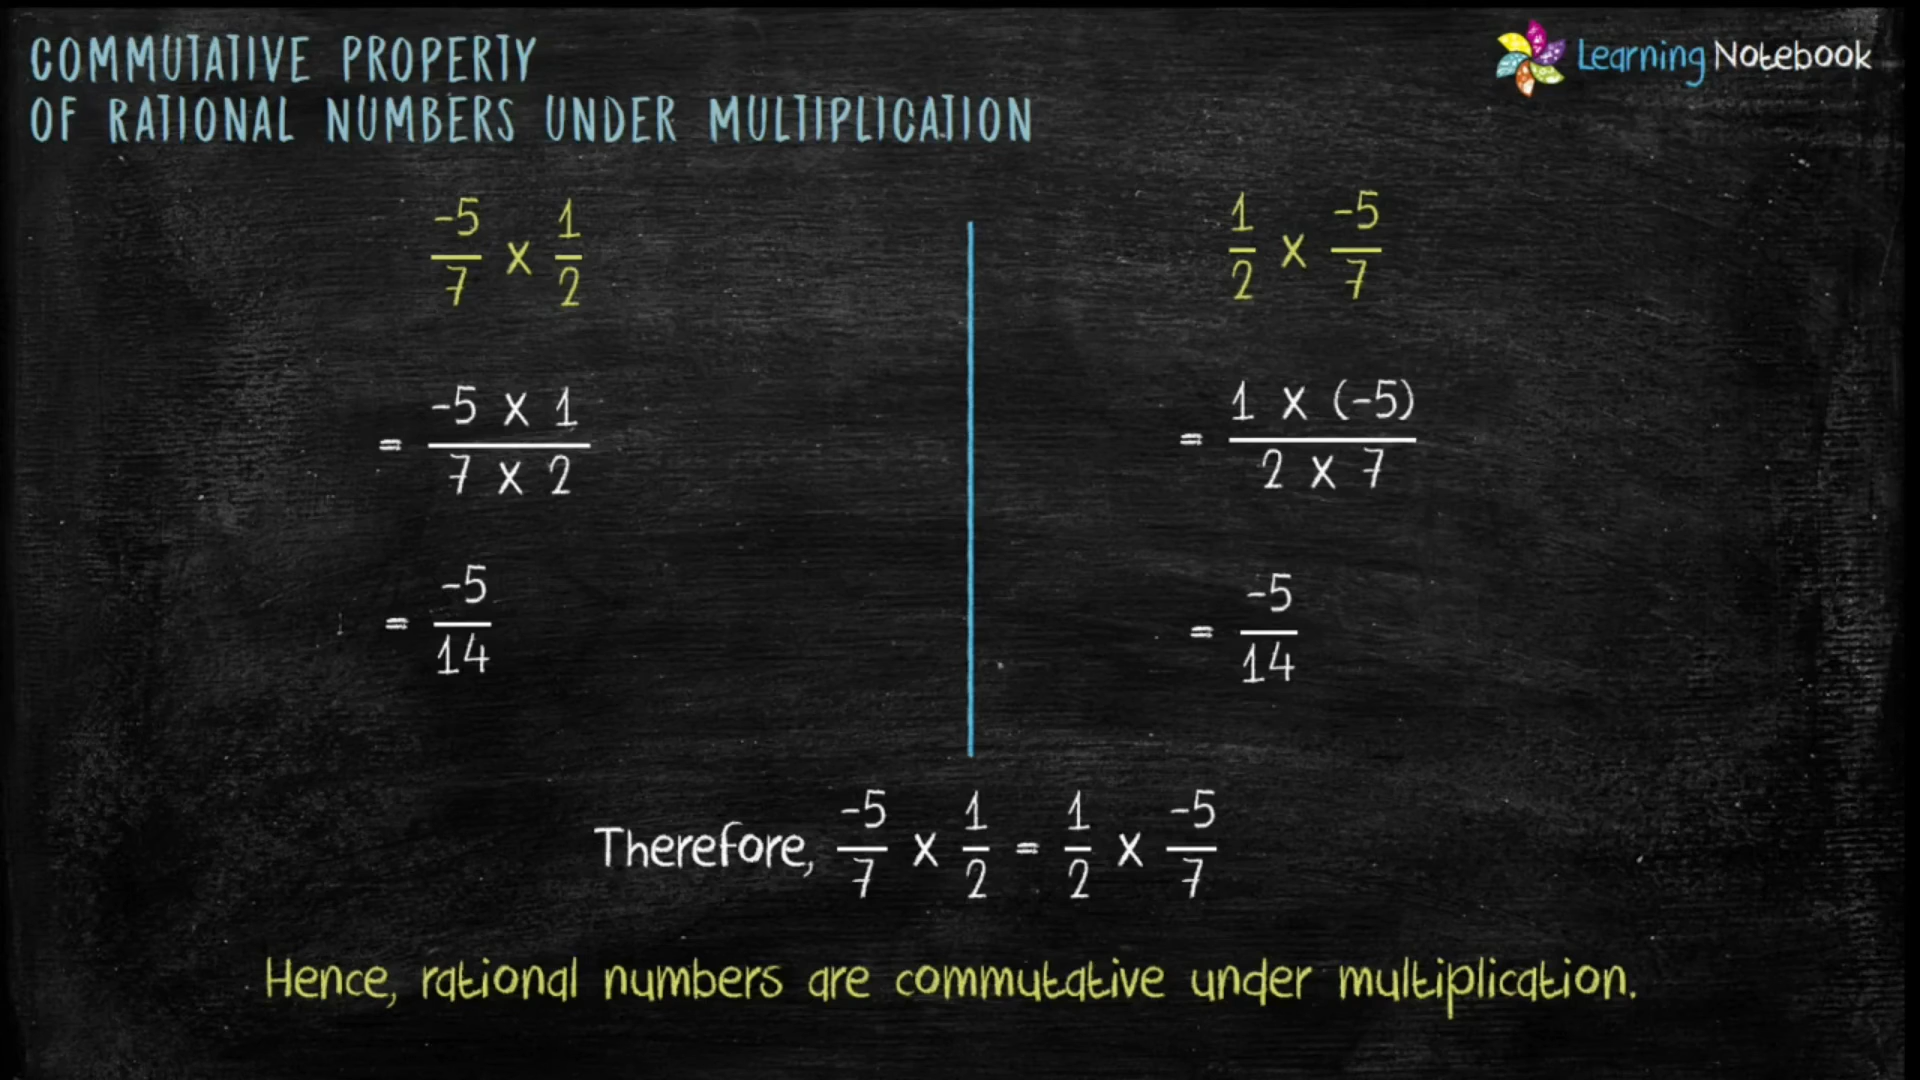 COMMUTATIVE PROPERTY
OF RATIONAL NUMBERS UNDER MULTIPLICATION
Learning Notebook
-5/7 x 1/2
= -5 x 1 / 7 x 2
= -5/14
1/2 x -5/7
= 1 x (-5) / 2 x 7
= -5/14
Therefore, -5/7 x 1/2 = 1/2 x -5/7
Hence, rational numbers are commutative under multiplication.